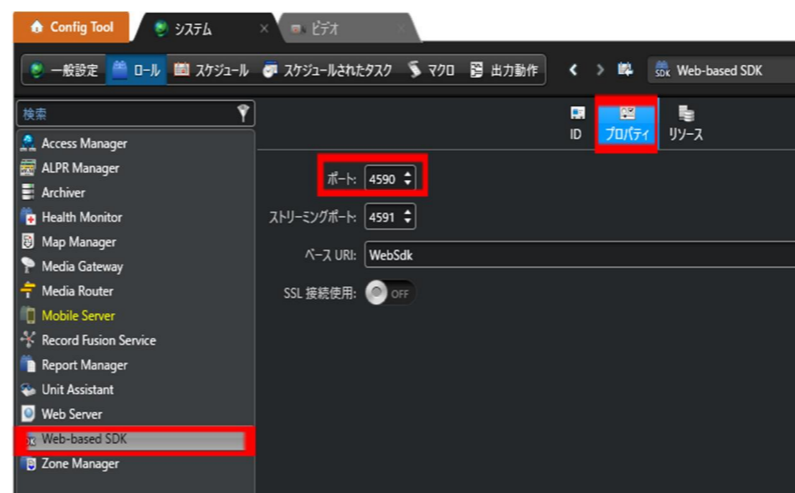 Config Tool システム × ビデオ ×
一般設定 ロール スケジュール スケジュールされたタスク マクロ 出力動作 Web-based SDK
検索
ID プロパティ リソース
Access Manager
ALPR Manager
Archiver
Health Monitor
Map Manager
Media Gateway
Media Router
Mobile Server
Record Fusion Service
Report Manager
Unit Assistant
Web Server
Web-based SDK
Zone Manager
ポート: 4590
ストリーミングポート: 4591
ベース URI: WebSdk
SSL 接続使用: OFF